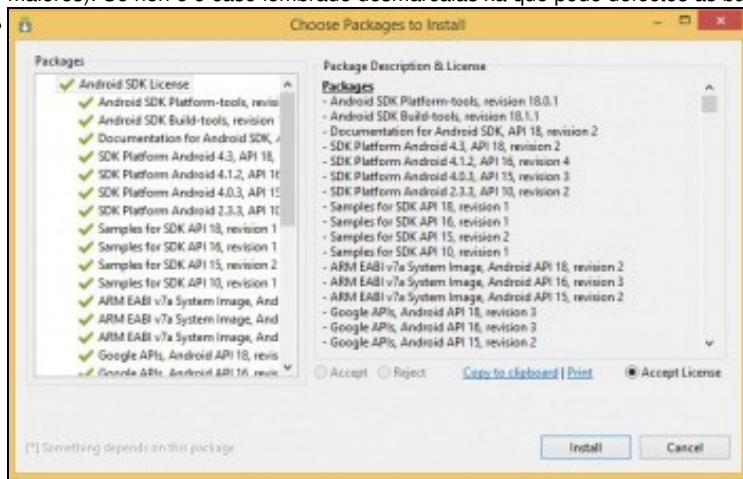 Choose Packages to Install
Packages
Android SDK License
Android SDK Platform-tools, revis
Android SDK Build-tools, revision
Documentation for Android SDK, A
SDK Platform Android 4.3, API 18,
SDK Platform Android 4.1.2, API 16
SDK Platform Android 4.0.3, API 15
SDK Platform Android 2.3.3, API 10
Samples for SDK API 18, revision 1
Samples for SDK API 16, revision 1
Samples for SDK API 15, revision 2
Samples for SDK API 10, revision 1
ARM EABI v7a System Image, And
ARM EABI v7a System Image, And
ARM EABI v7a System Image, And
Google APIs, Android API 18, revis
Google APIs, Android API 16, revis
Package Description & License
Packages
- Android SDK Platform-tools, revision 18.0.1
- Android SDK Build-tools, revision 18.1.1
- Documentation for Android SDK, API 18, revision 2
- SDK Platform Android 4.3, API 18, revision 2
- SDK Platform Android 4.1.2, API 16, revision 4
- SDK Platform Android 4.0.3, API 15, revision 3
- SDK Platform Android 2.3.3, API 10, revision 2
- Samples for SDK API 18, revision 1
- Samples for SDK API 16, revision 1
- Samples for SDK API 15, revision 2
- Samples for SDK API 10, revision 1
- ARM EABI v7a System Image, Android API 18, revision 2
- ARM EABI v7a System Image, Android API 16, revision 3
- ARM EABI v7a System Image, Android API 15, revision 2
- Google APIs, Android API 18, revision 3
- Google APIs, Android API 16, revision 3
- Google APIs, Android API 15, revision 2
Accept Reject Copy to clipboard | Print Accept License
[*] Something depends on this package
Install Cancel